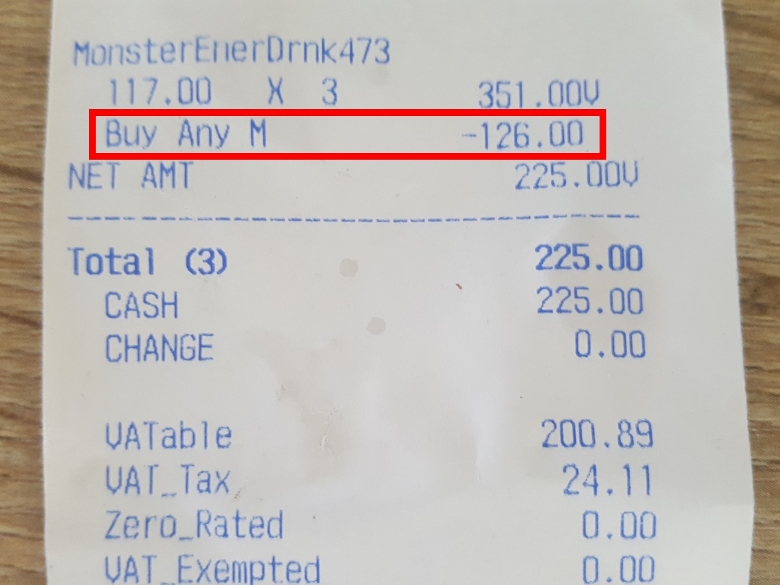 MonsterEnerDrnk473
117.00 X 3 351.00V
Buy Any M -126.00
NET AMT 225.00V
Total (3) 225.00
CASH 225.00
CHANGE 0.00
VATable 200.89
VAT_Tax 24.11
Zero_Rated 0.00
VAT_Exempted 0.00